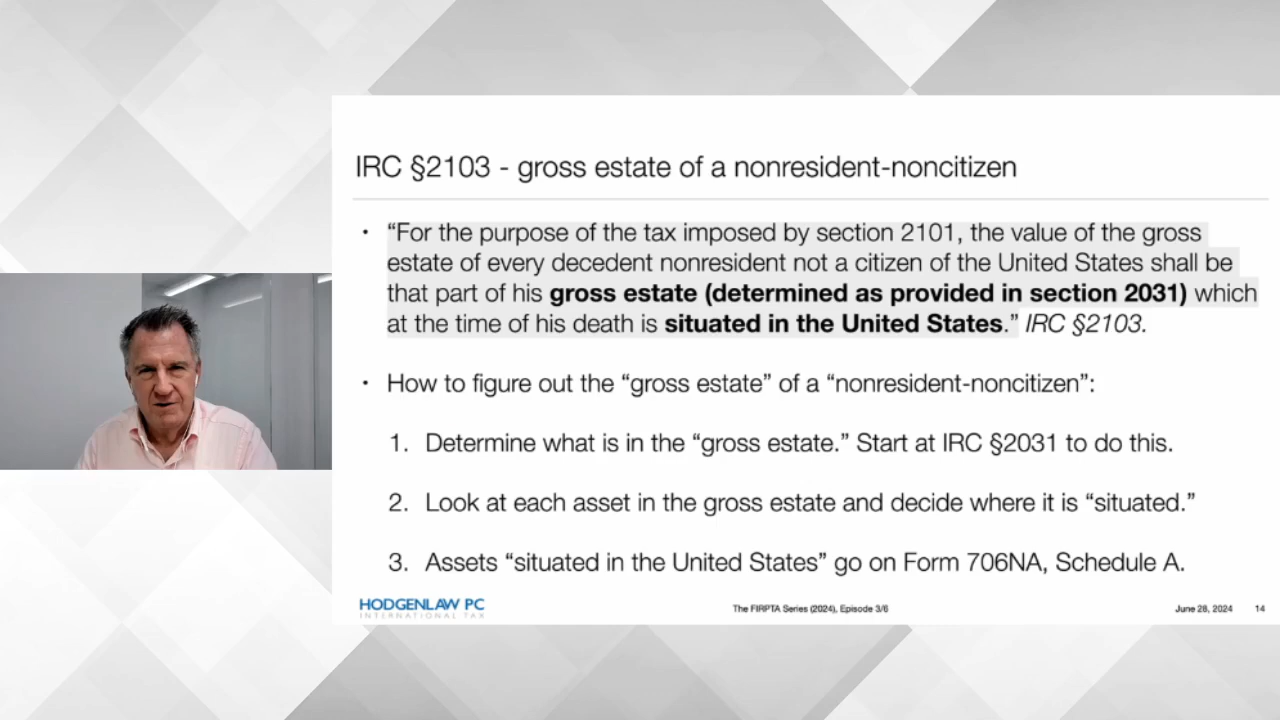 IRC §2103 - gross estate of a nonresident-noncitizen
• “For the purpose of the tax imposed by section 2101, the value of the gross
estate of every decedent nonresident not a citizen of the United States shall be
that part of his gross estate (determined as provided in section 2031) which
at the time of his death is situated in the United States.” IRC §2103.
• How to figure out the “gross estate” of a “nonresident-noncitizen”:
1. Determine what is in the “gross estate.” Start at IRC §2031 to do this.
2. Look at each asset in the gross estate and decide where it is “situated.”
3. Assets “situated in the United States” go on Form 706NA, Schedule A.
HODGENLAW PC
INTERNATIONAL TAX
The FIRPTA Series (2024), Episode 3/6
June 28, 2024 14